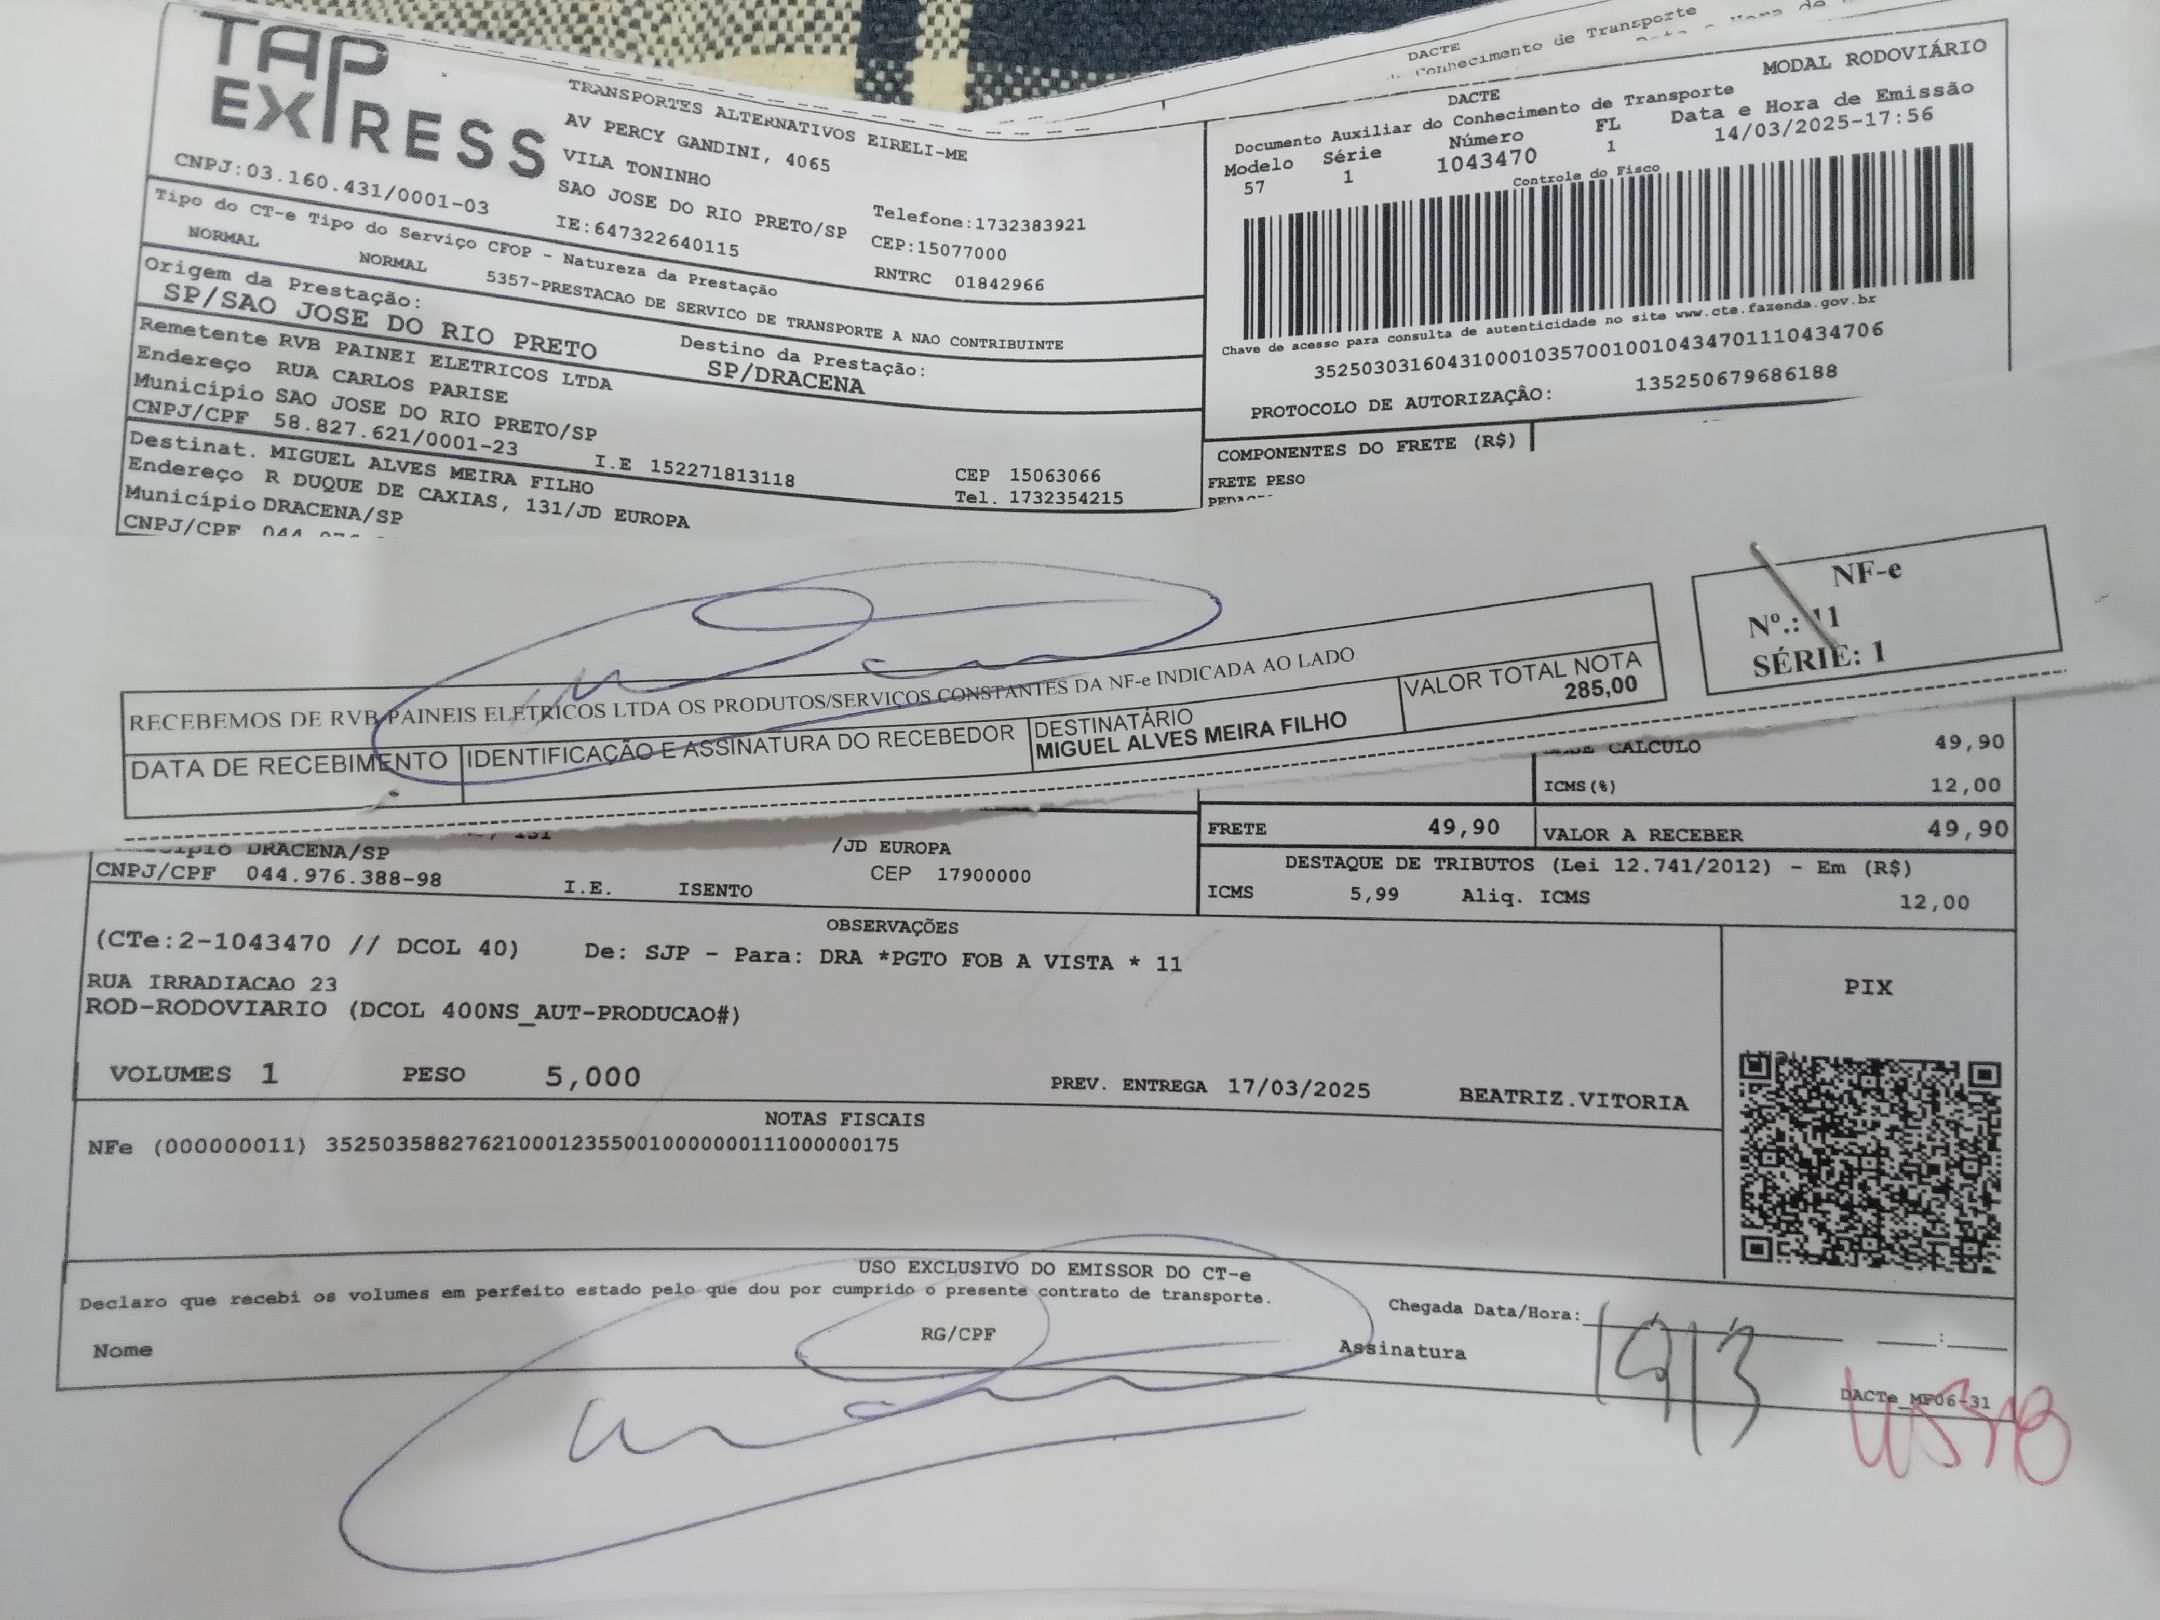 DACTE
Conhecimento de Transporte
TAP
EXPRESS
TRANSPORTES ALTERNATIVOS EIRELI-ME
AV PERCY GANDINI, 4065
VILA TONINHO
SAO JOSE DO RIO PRETO/SP
IE:647322640115
Telefone:1732383921
CEP:15077000
RNTRC 01842966
CNPJ:03.160.431/0001-03
Tipo do CT-e Tipo do Serviço CFOP - Natureza da Prestação
NORMAL NORMAL 5357-PRESTACAO DE SERVICO DE TRANSPORTE A NAO CONTRIBUINTE
Origem da Prestação:
SP/SAO JOSE DO RIO PRETO
Destino da Prestação:
SP/DRACENA
Remetente RVB PAINEI ELETRICOS LTDA
Endereço RUA CARLOS PARISE
Município SAO JOSE DO RIO PRETO/SP
CNPJ/CPF 58.827.621/0001-23 I.E 152271813118
CEP 15063066
Tel. 1732354215
Destinat. MIGUEL ALVES MEIRA FILHO
Endereço R DUQUE DE CAXIAS, 131/JD EUROPA
Município DRACENA/SP
CNPJ/CPF 044.976
MODAL RODOVIÁRIO
DACTE
Documento Auxiliar do Conhecimento de Transporte
Modelo Série Número FL Data e Hora de Emissão
57 1 1043470 1 14/03/2025-17:56
Controle do Fisco
Chave de acesso para consulta de autenticidade no site www.cte.fazenda.gov.br
35250303160431000103570010010434701110434706
PROTOCOLO DE AUTORIZAÇÃO: 135250679686188
COMPONENTES DO FRETE (R$)
FRETE PESO
NF-e
Nº.: 11
SÉRIE: 1
RECEBEMOS DE RVB PAINEIS ELETRICOS LTDA OS PRODUTOS/SERVIÇOS CONSTANTES DA NF-e INDICADA AO LADO
DATA DE RECEBIMENTO
IDENTIFICAÇÃO E ASSINATURA DO RECEBEDOR
DESTINATÁRIO
MIGUEL ALVES MEIRA FILHO
VALOR TOTAL NOTA
285,00
CALCULO 49,90
ICMS(%) 12,00
FRETE 49,90 VALOR A RECEBER 49,90
DESTAQUE DE TRIBUTOS (Lei 12.741/2012) - Em (R$)
ICMS 5,99 Aliq. ICMS 12,00
131 /JD EUROPA
DRACENA/SP
CNPJ/CPF 044.976.388-98 I.E. ISENTO CEP 17900000
OBSERVAÇÕES
(CTe:2-1043470 // DCOL 40) De: SJP - Para: DRA *PGTO FOB A VISTA * 11
RUA IRRADIACAO 23
ROD-RODOVIARIO (DCOL 400NS_AUT-PRODUCAO#)
PIX
VOLUMES 1 PESO 5,000 PREV. ENTREGA 17/03/2025 BEATRIZ.VITORIA
NOTAS FISCAIS
NFe (000000011) 35250358827621000123550010000000111000000175
USO EXCLUSIVO DO EMISSOR DO CT-e
Declaro que recebi os volumes em perfeito estado pelo que dou por cumprido o presente contrato de transporte.
Chegada Data/Hora:
Nome RG/CPF Assinatura
19/3
DACTe_MF06-31